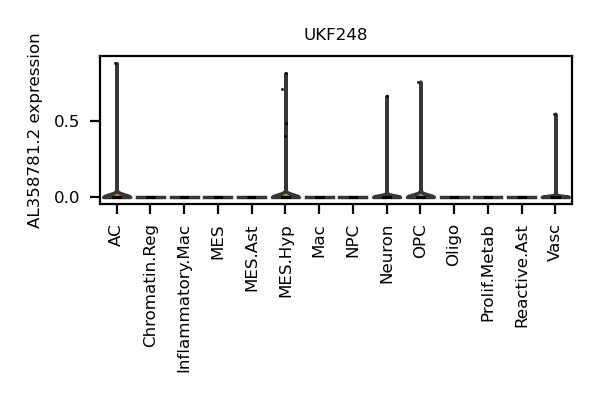 UKF248
AL358781.2 expression
0.5
0.0
AC
Chromatin.Reg
Inflammatory.Mac
MES
MES.Ast
MES.Hyp
Mac
NPC
Neuron
OPC
Oligo
Prolif.Metab
Reactive.Ast
Vasc